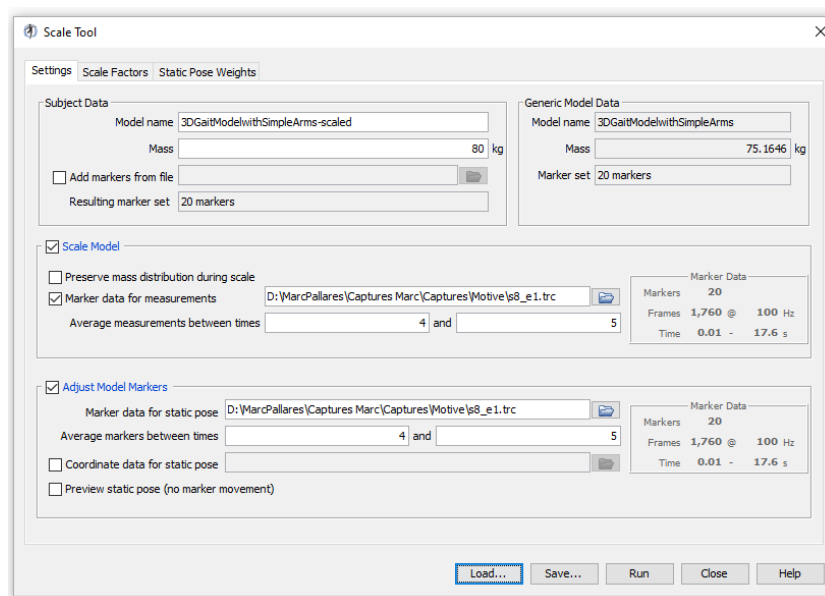 Scale Tool
Settings Scale Factors Static Pose Weights
Subject Data
Model name 3DGaitModelwithSimpleArms-scaled
Mass 80 kg
Add markers from file
Resulting marker set 20 markers
Generic Model Data
Model name 3DGaitModelwithSimpleArms
Mass 75.1646 kg
Marker set 20 markers
Scale Model
Preserve mass distribution during scale
Marker data for measurements D:\MarcPallares\Captures Marc\Captures\Motive\s8_e1.trc
Average measurements between times 4 and 5
Marker Data
Markers 20
Frames 1,760 @ 100 Hz
Time 0.01 - 17.6 s
Adjust Model Markers
Marker data for static pose D:\MarcPallares\Captures Marc\Captures\Motive\s8_e1.trc
Average markers between times 4 and 5
Coordinate data for static pose
Preview static pose (no marker movement)
Marker Data
Markers 20
Frames 1,760 @ 100 Hz
Time 0.01 - 17.6 s
Load... Save... Run Close Help